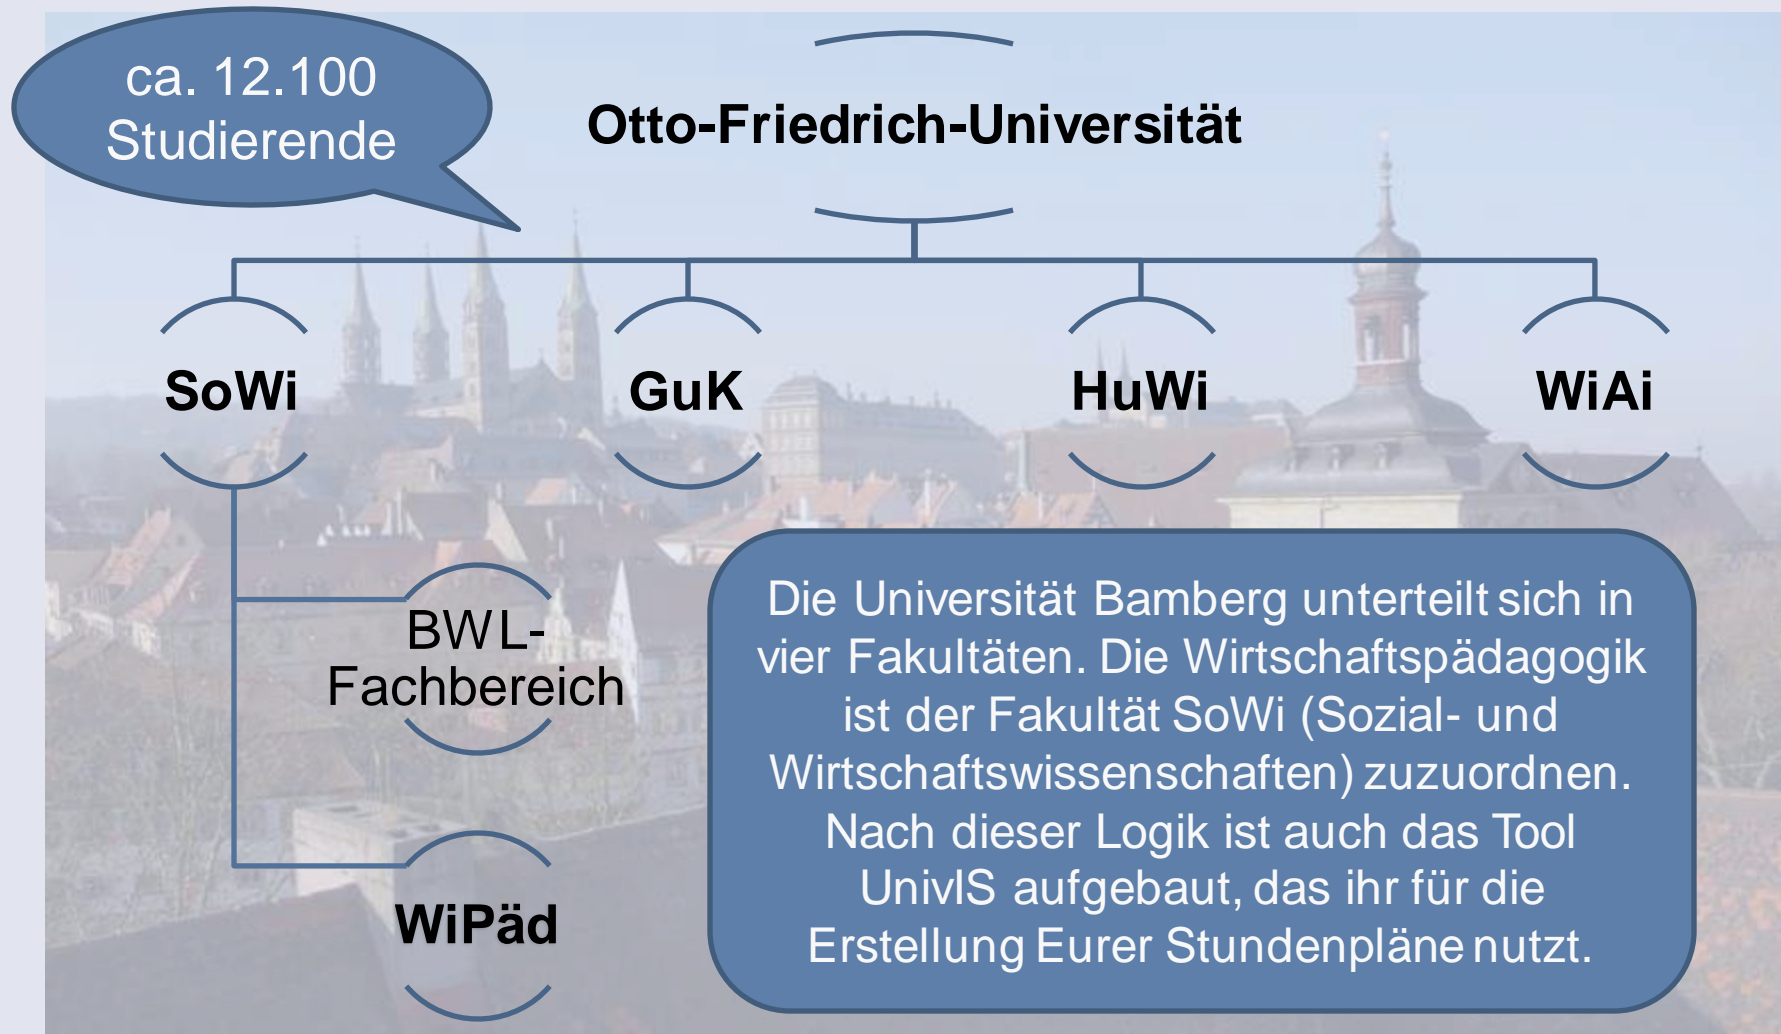 ca. 12.100
Studierende
Otto-Friedrich-Universität
SoWi
GuK
HuWi
WiAi
BWL-
Fachbereich
WiPäd
Die Universität Bamberg unterteilt sich in
vier Fakultäten. Die Wirtschaftspädagogik
ist der Fakultät SoWi (Sozial- und
Wirtschaftswissenschaften) zuzuordnen.
Nach dieser Logik ist auch das Tool
UnivIS aufgebaut, das ihr für die
Erstellung Eurer Stundenpläne nutzt.